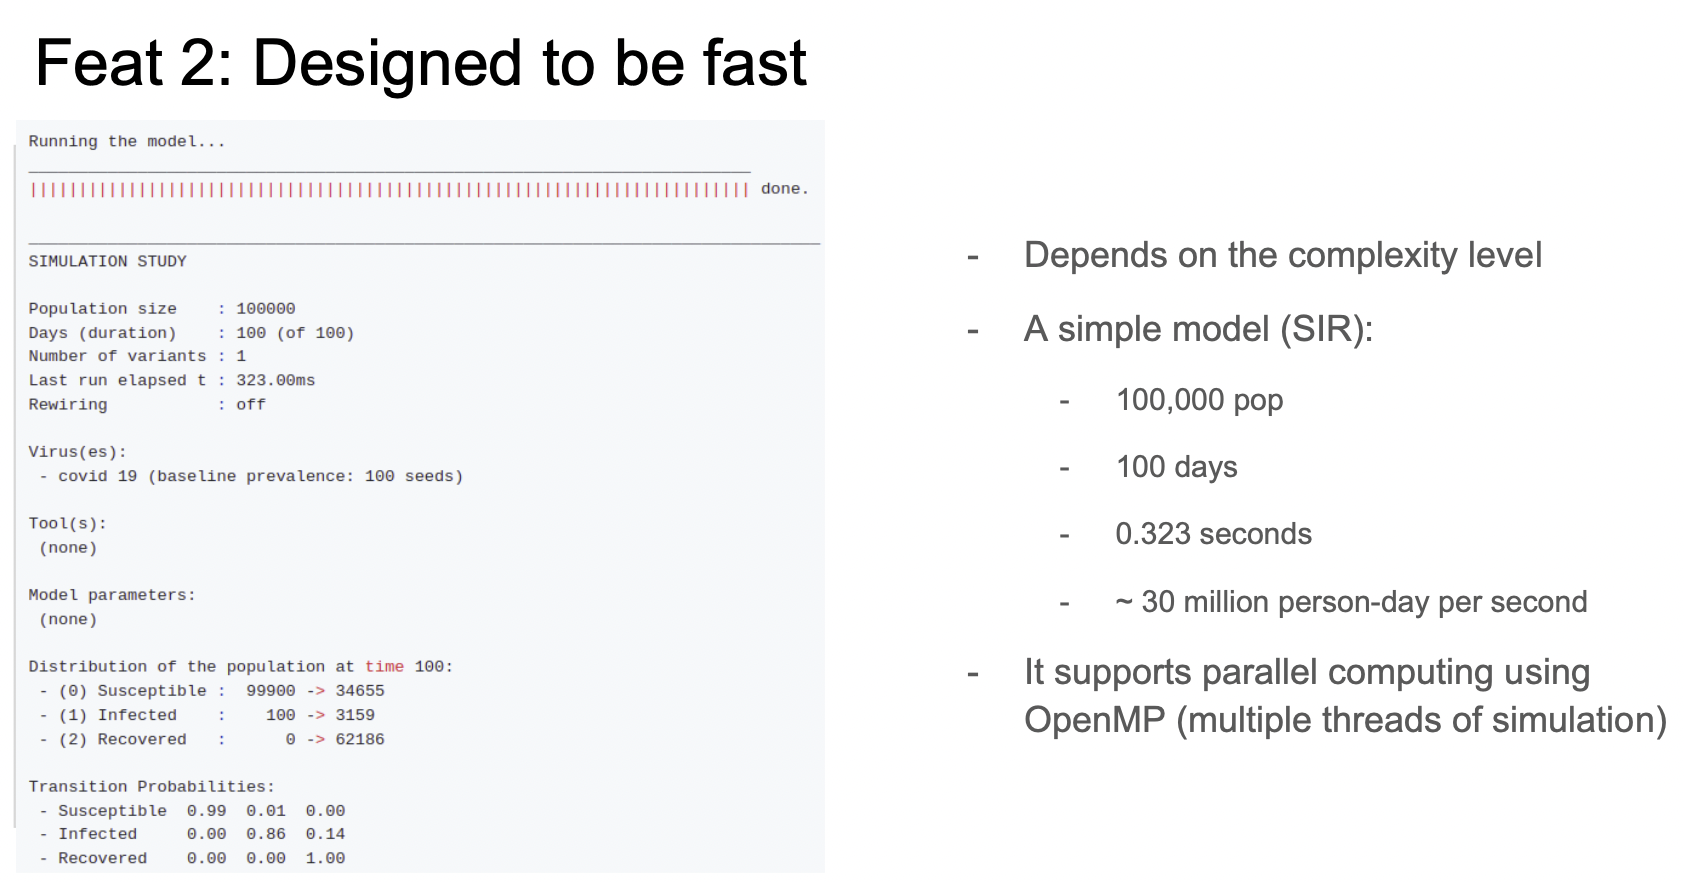 Feat 2: Designed to be fast
Running the model...
|||||||||||||||||||||||||||||||||||||||||||||||||||||||||||||||||||||||| done.
SIMULATION STUDY
Population size    : 100000
Days (duration)    : 100 (of 100)
Number of variants : 1
Last run elapsed t : 323.00ms
Rewiring           : off
Virus(es):
 - covid 19 (baseline prevalence: 100 seeds)
Tool(s):
 (none)
Model parameters:
 (none)
Distribution of the population at time 100:
 - (0) Susceptible :  99900 -> 34655
 - (1) Infected    :    100 -> 3159
 - (2) Recovered   :      0 -> 62186
Transition Probabilities:
 - Susceptible  0.99  0.01  0.00
 - Infected     0.00  0.86  0.14
 - Recovered    0.00  0.00  1.00
- Depends on the complexity level
- A simple model (SIR):
- 100,000 pop
- 100 days
- 0.323 seconds
- ~ 30 million person-day per second
- It supports parallel computing using
OpenMP (multiple threads of simulation)